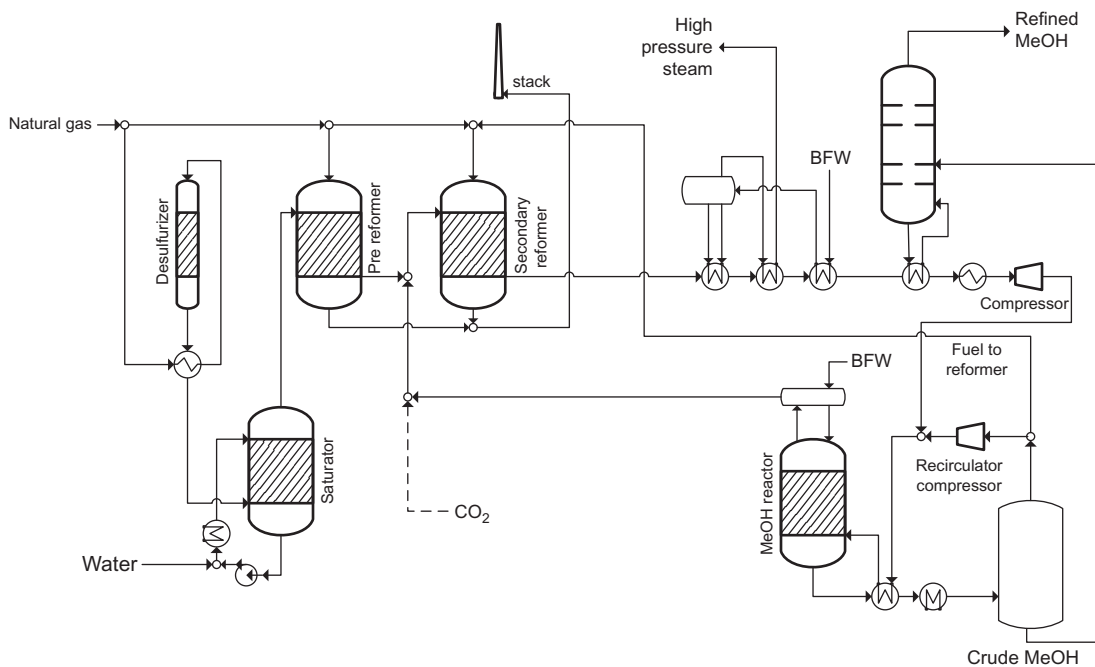 High
pressure
steam
Refined
MeOH
stack
Natural gas
BFW
Desulfurizer
Pre reformer
Secondary
reformer
Compressor
Fuel to
reformer
BFW
Saturator
MeOH reactor
Recirculator
compressor
CO₂
Water
Crude MeOH